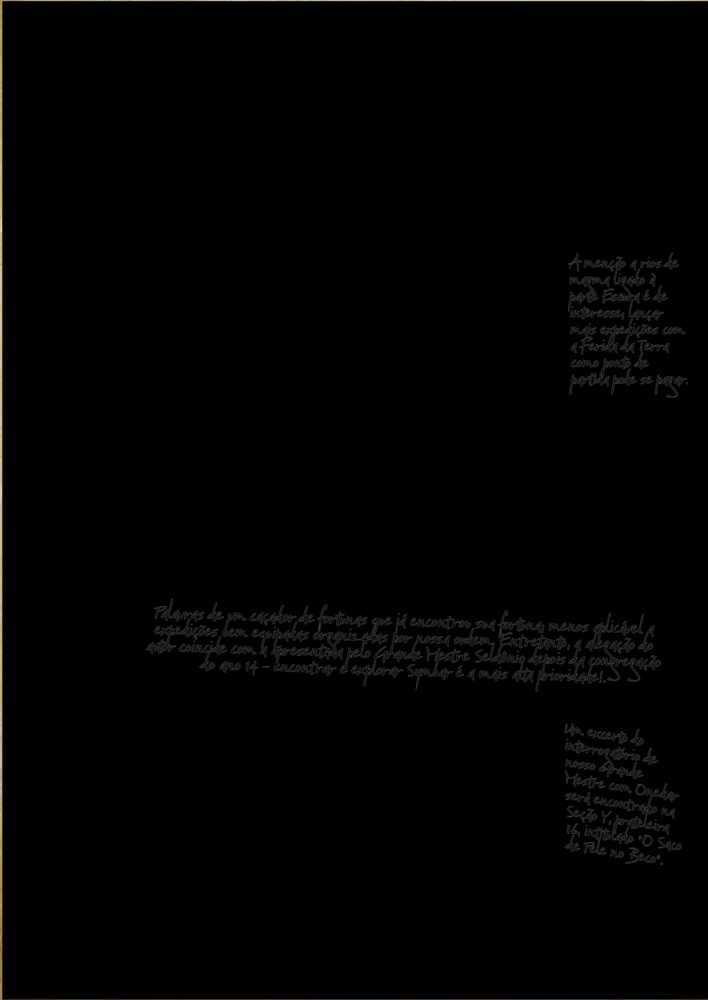 A menção a rios de
magma ligado à
parte Escura é de
interesse; lançar
mais expedições com
a Ferida da Terra
como ponto de
partida pode se pagar.
Palavras de um caçador de fortunas que já encontrou sua fortuna; menos aplicável a
expedições bem equipadas organizadas por nossa ordem. Entretanto, a alegação do
autor coincide com a apresentada pelo Grande Mestre Seldônio depois da congregação
do ano 14 – encontrar e explorar Symbar é a mais alta prioridade!.
Um excerto do
interrogatório de
nosso Grande
Mestre com Onedar
será encontrado na
Seção Y, prateleira
16, intitulado "O Saco
de Pele no Beco".